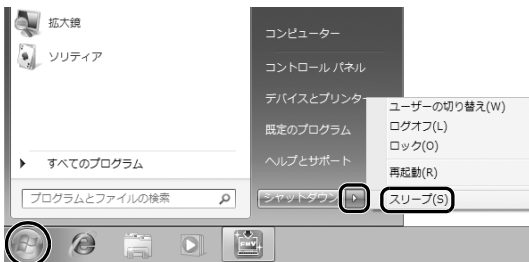 拡大鏡
ソリティア
すべてのプログラム
プログラムとファイルの検索
コンピューター
コントロール パネル
デバイスとプリンター
既定のプログラム
ヘルプとサポート
シャットダウン
ユーザーの切り替え(W)
ログオフ(L)
ロック(O)
再起動(R)
スリープ(S)
FMV